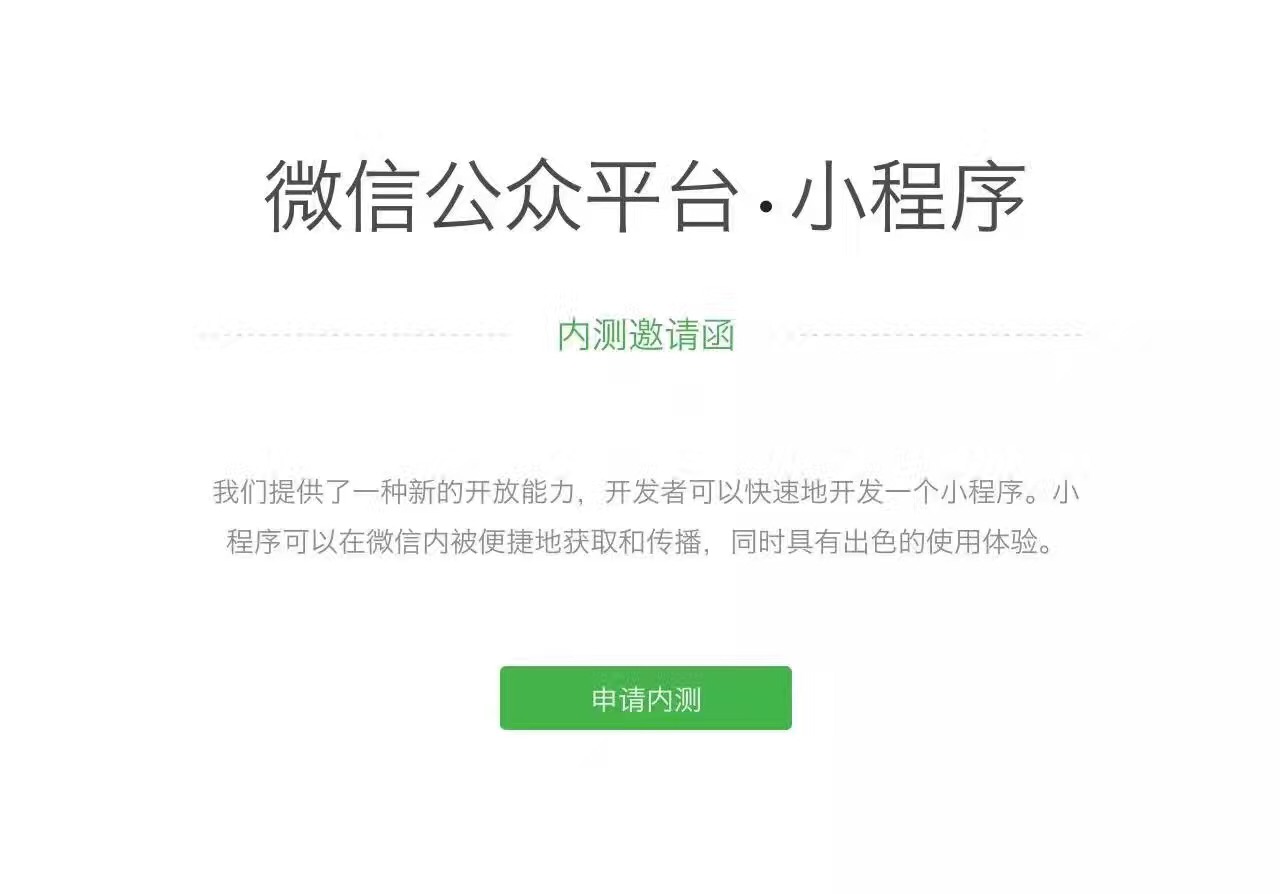 微信公众平台·小程序
内测邀请函
我们提供了一种新的开放能力，开发者可以快速地开发一个小程序。小
程序可以在微信内被便捷地获取和传播，同时具有出色的使用体验。
申请内测